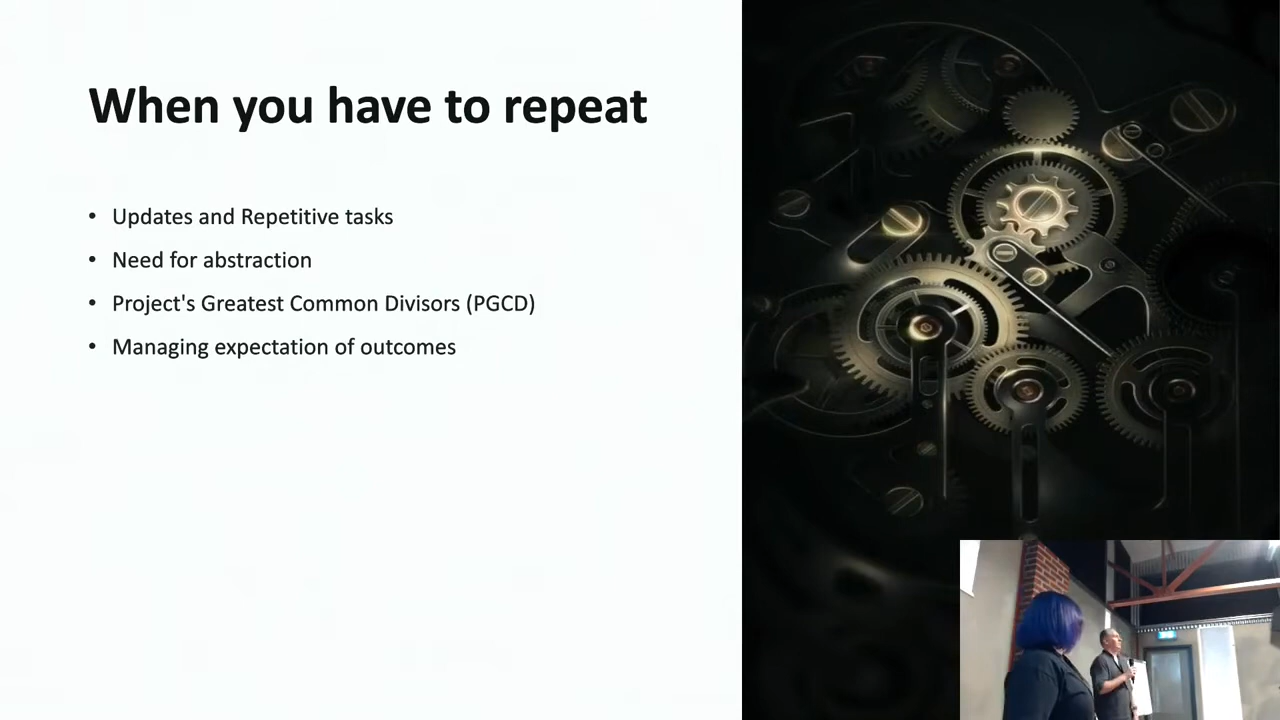 When you have to repeat
• Updates and Repetitive tasks
• Need for abstraction
• Project's Greatest Common Divisors (PGCD)
• Managing expectation of outcomes